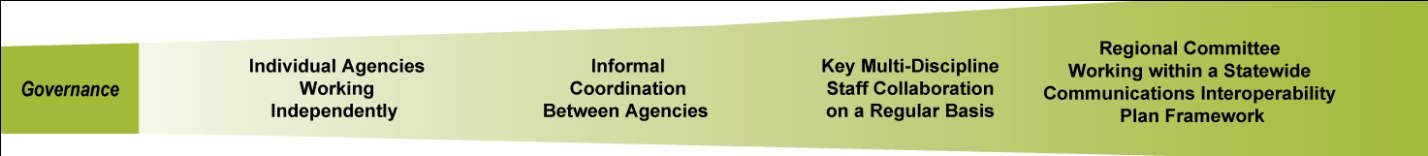 Governance
Individual Agencies
Working
Independently
Informal
Coordination
Between Agencies
Key Multi-Discipline
Staff Collaboration
on a Regular Basis
Regional Committee
Working within a Statewide
Communications Interoperability
Plan Framework